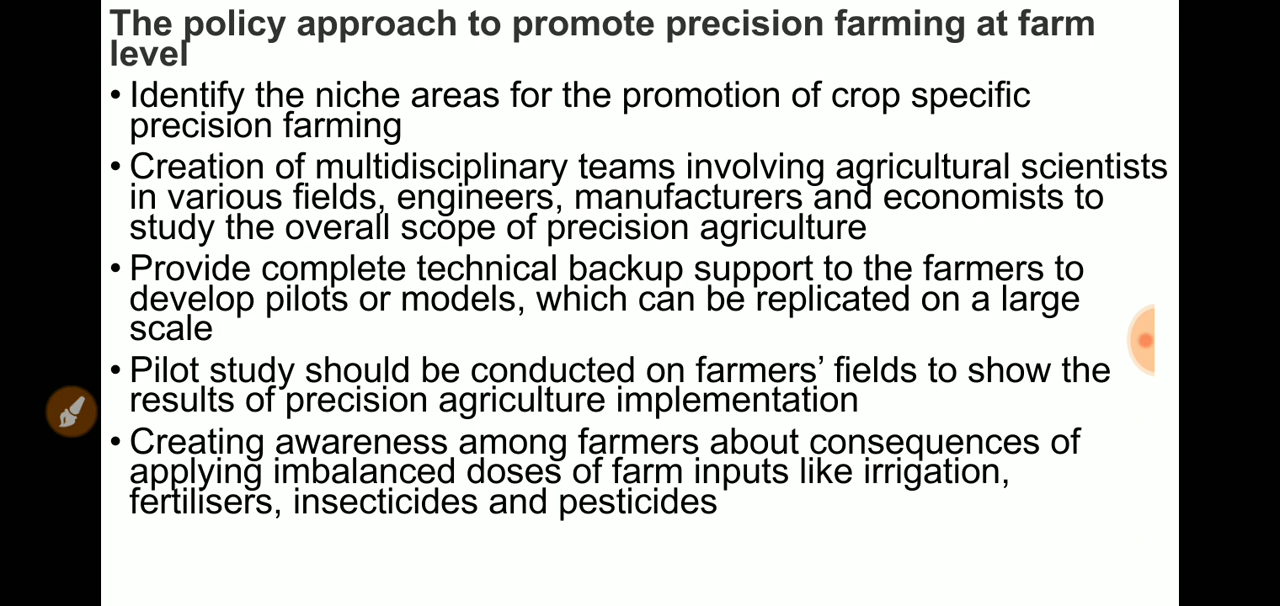 The policy approach to promote precision farming at farm
level
• Identify the niche areas for the promotion of crop specific
precision farming
• Creation of multidisciplinary teams involving agricultural scientists
in various fields, engineers, manufacturers and economists to
study the overall scope of precision agriculture
• Provide complete technical backup support to the farmers to
develop pilots or models, which can be replicated on a large
scale
• Pilot study should be conducted on farmers’ fields to show the
results of precision agriculture implementation
• Creating awareness among farmers about consequences of
applying imbalanced doses of farm inputs like irrigation,
fertilisers, insecticides and pesticides